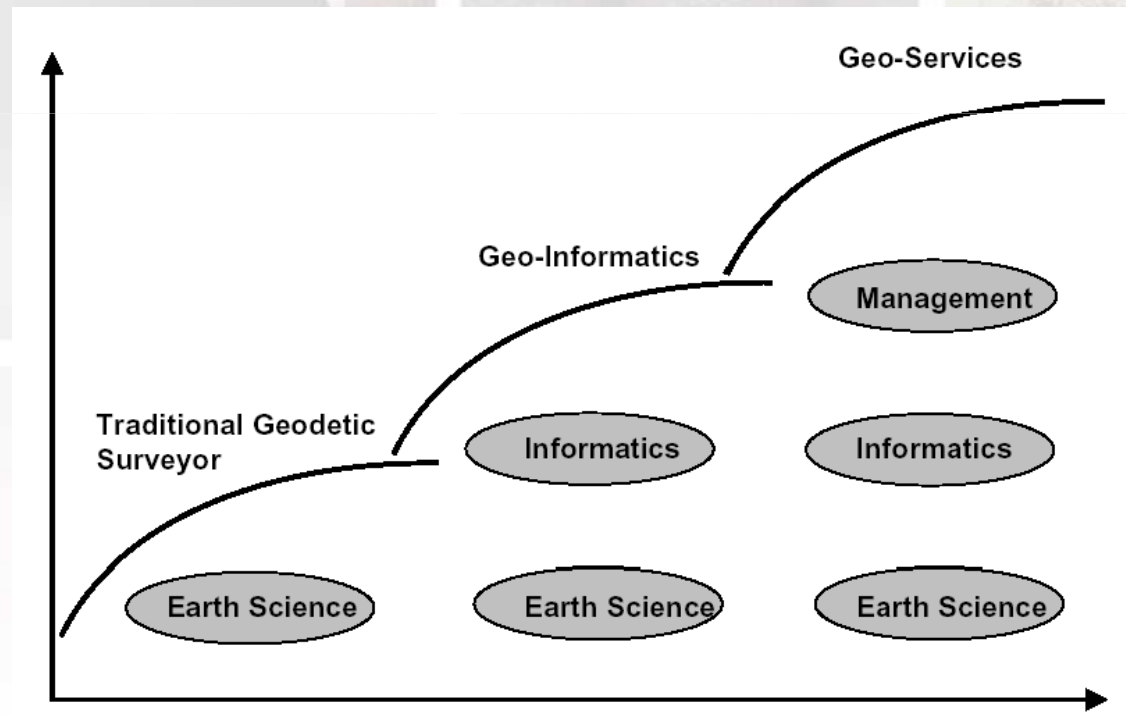 Geo-Services
Geo-Informatics
Management
Traditional Geodetic
Surveyor
Informatics
Informatics
Earth Science
Earth Science
Earth Science